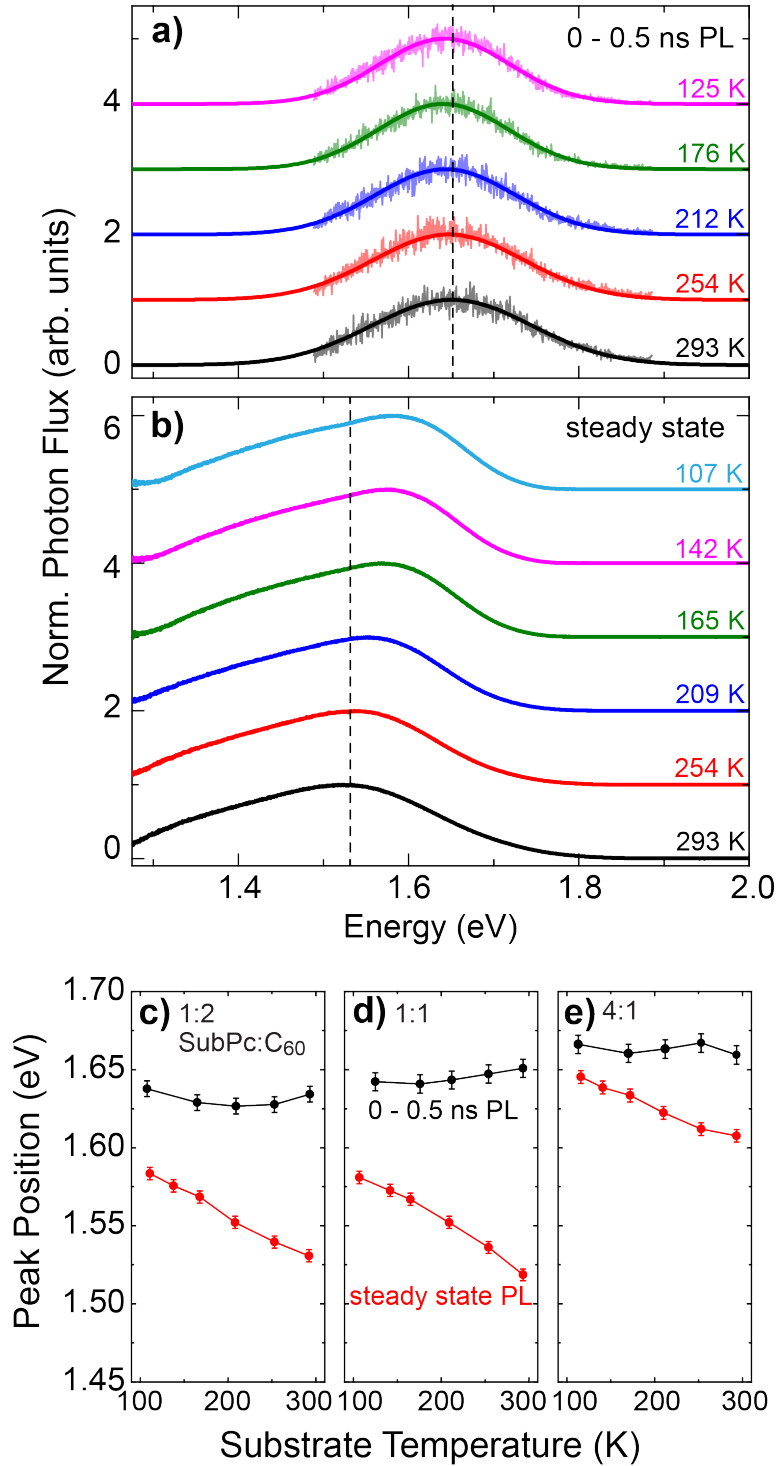 a)
0 - 0.5 ns PL
125 K
176 K
212 K
254 K
293 K
4
2
0
Norm. Photon Flux (arb. units)
b)
steady state
107 K
142 K
165 K
209 K
254 K
293 K
6
4
2
0
1.4 1.6 1.8 2.0
Energy (eV)
c) 1:2
SubPc:C60
d) 1:1
0 - 0.5 ns PL
steady state PL
e) 4:1
1.70
1.65
1.60
1.55
1.50
1.45
Peak Position (eV)
100 200 300 100 200 300 100 200 300
Substrate Temperature (K)